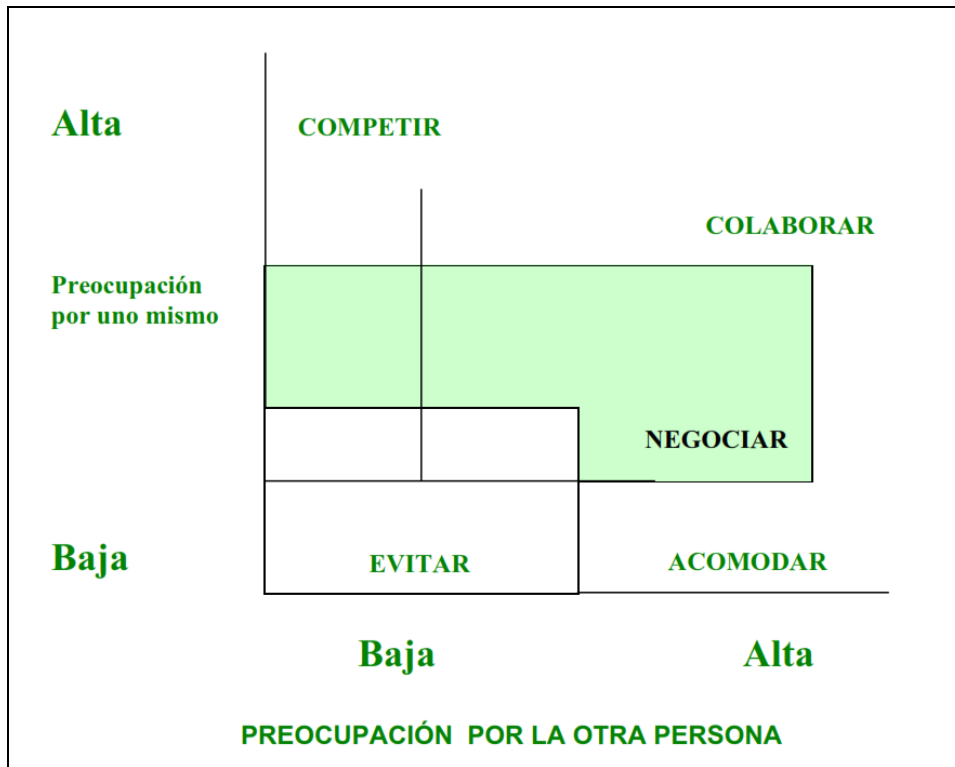 Alta
COMPETIR
COLABORAR
Preocupación
por uno mismo
NEGOCIAR
Baja
EVITAR
ACOMODAR
Baja
Alta
PREOCUPACIÓN POR LA OTRA PERSONA